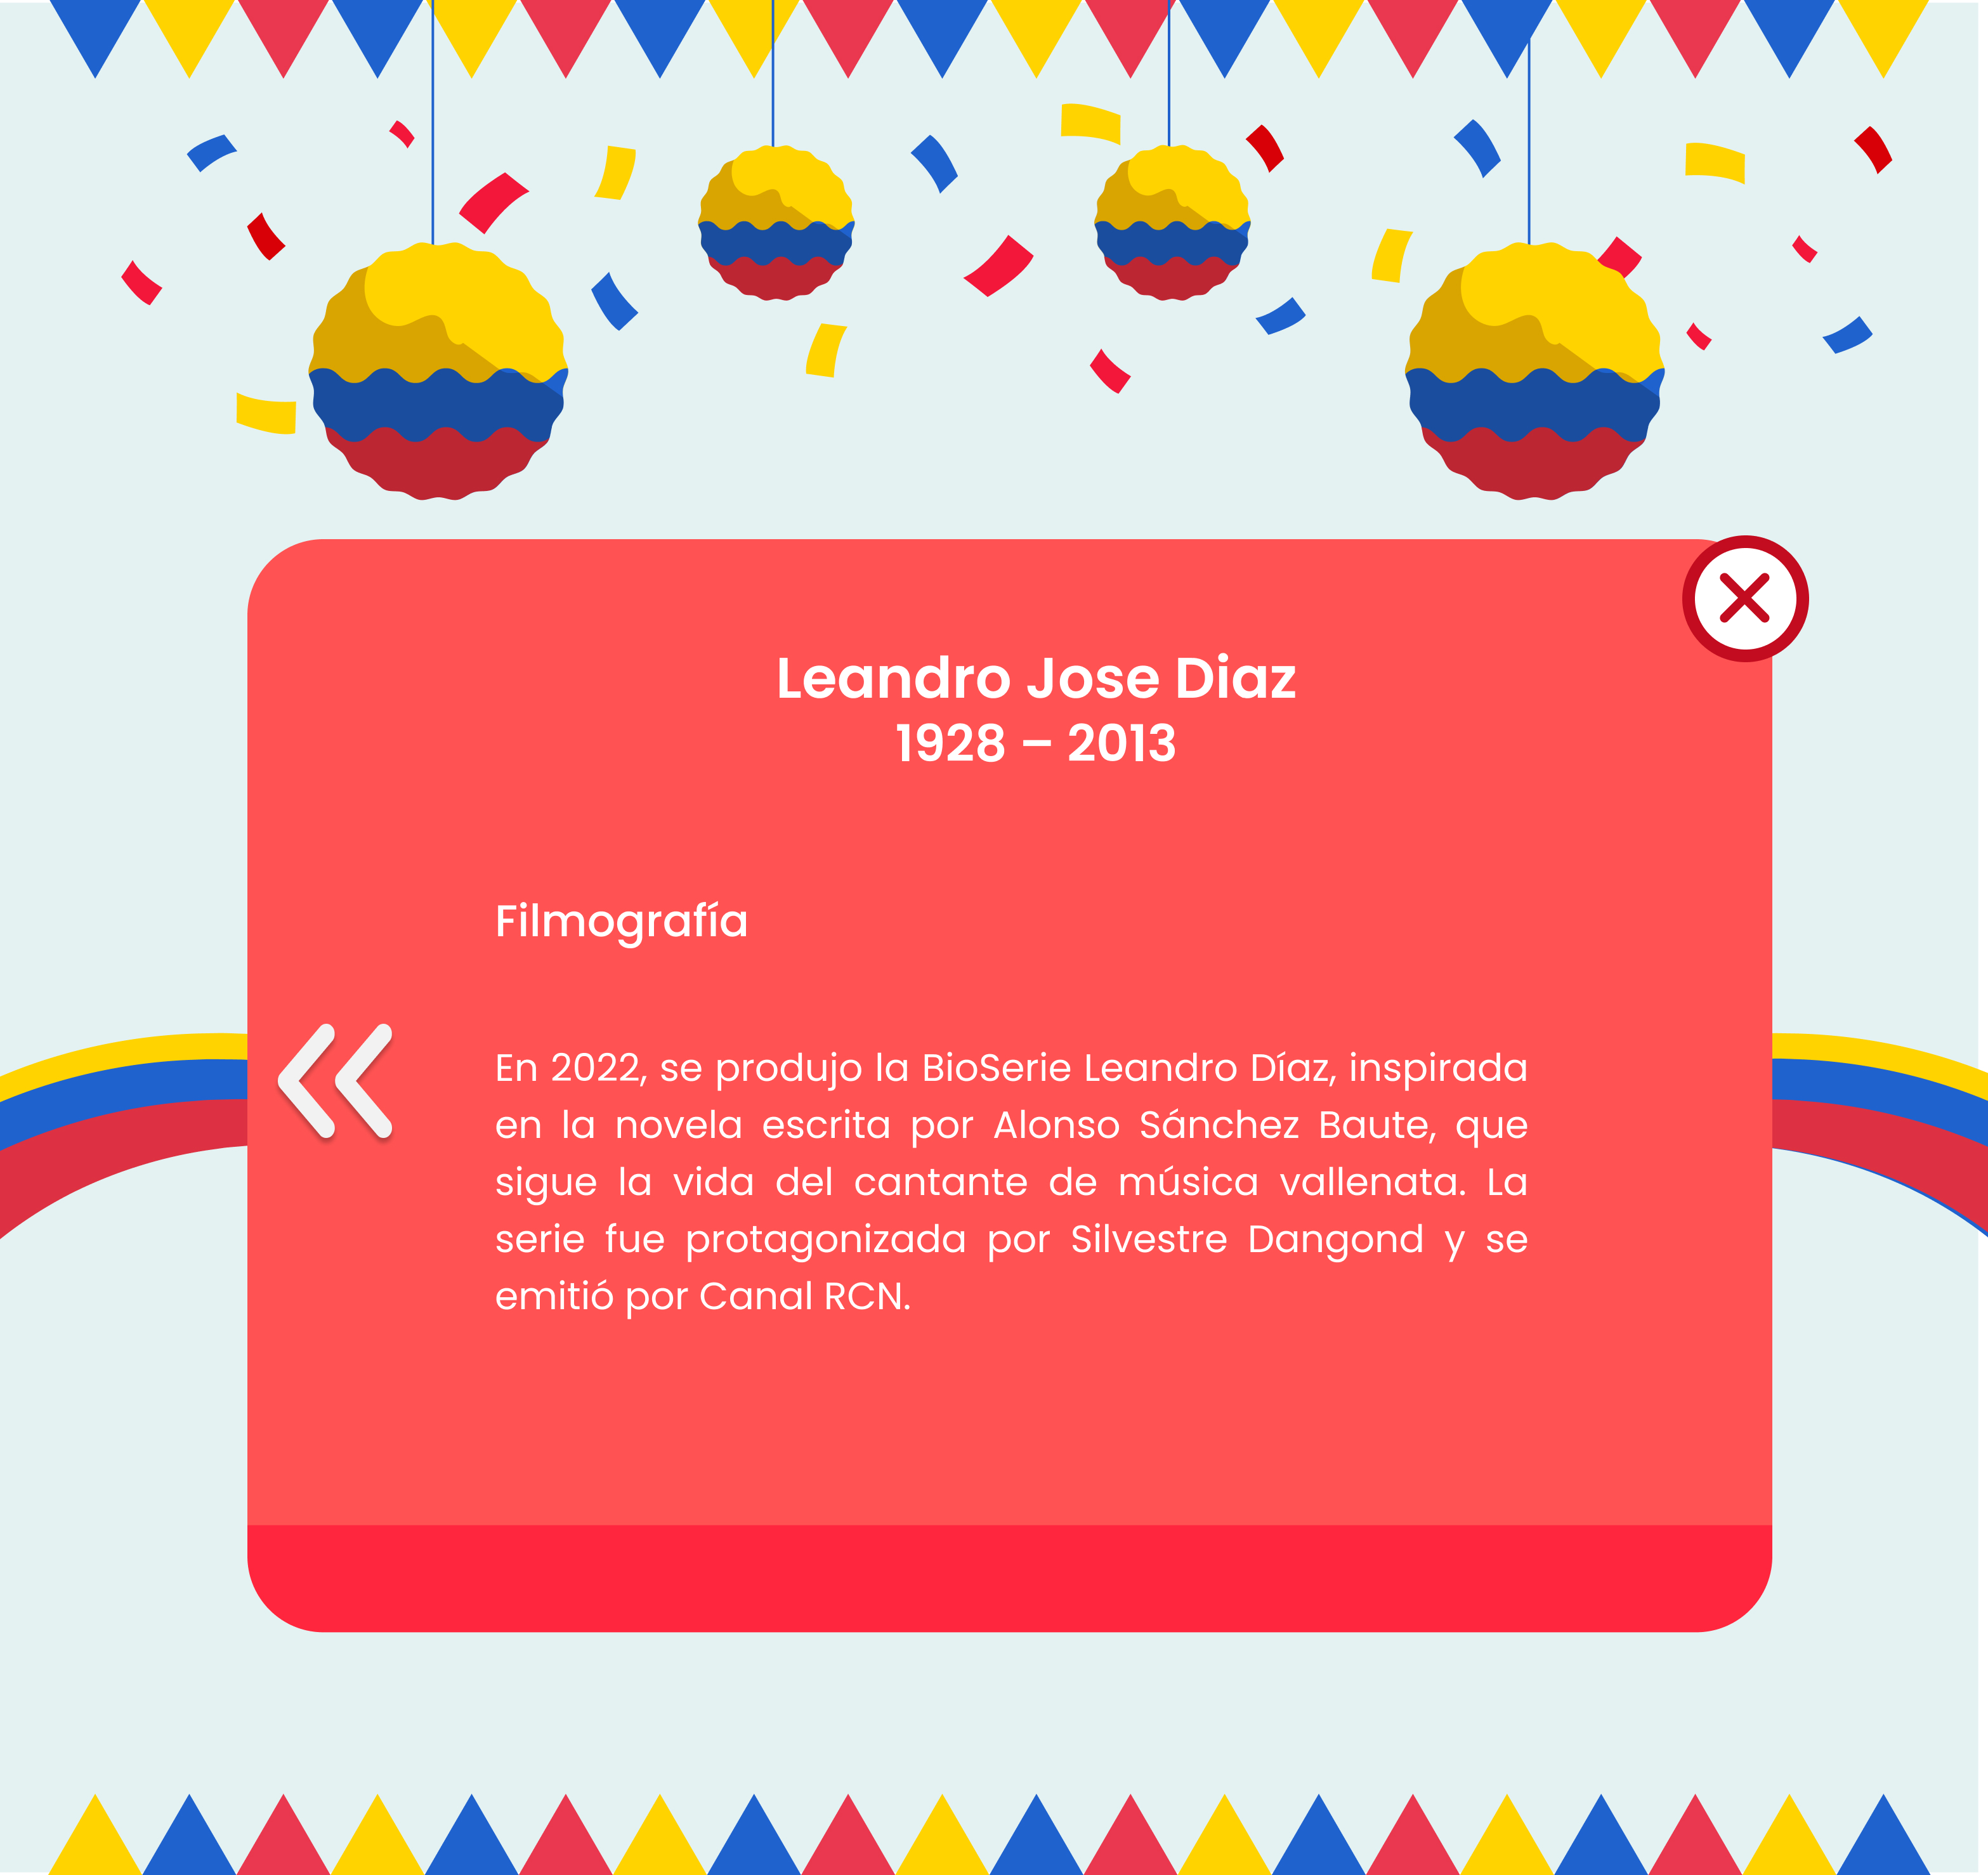 Leandro Jose Diaz
1928 – 2013
Filmografía
En 2022, se produjo la BioSerie Leandro Díaz, inspirada
en la novela escrita por Alonso Sánchez Baute, que
sigue la vida del cantante de música vallenata. La
serie fue protagonizada por Silvestre Dangond y se
emitió por Canal RCN.